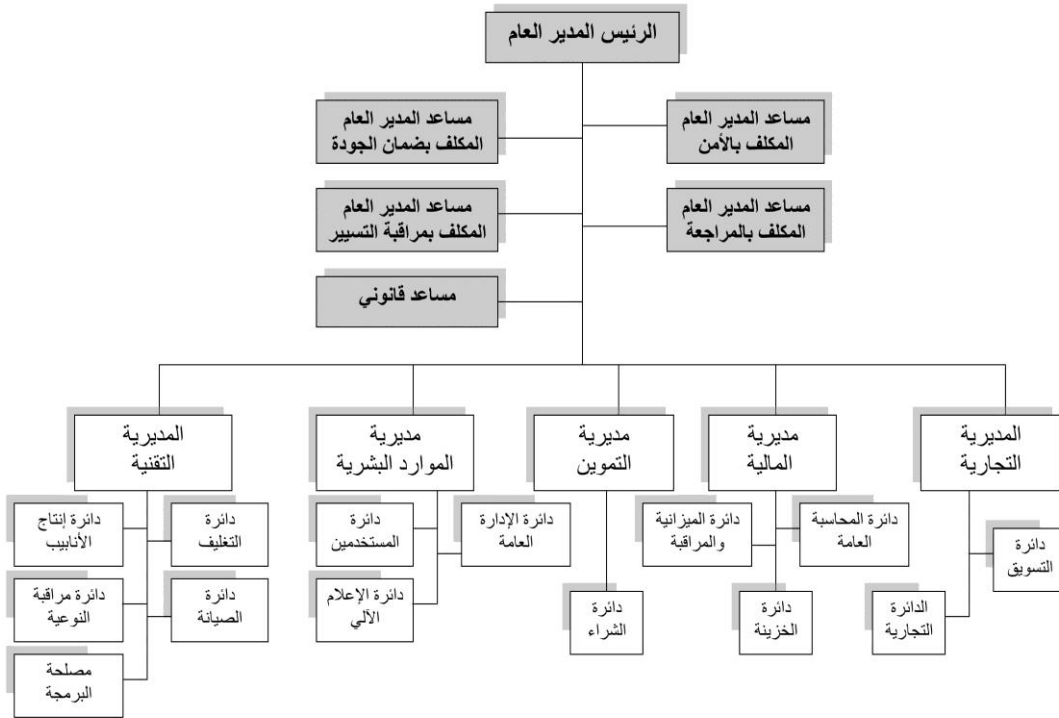 الرئيس المدير العام
مساعد المدير العام
المكلف بالأمن
مساعد المدير العام
المكلف بضمان الجودة
مساعد المدير العام
المكلف بالمراجعة
مساعد المدير العام
المكلف بمراقبة التسيير
مساعد قانوني
المديرية
التجارية
مديرية
المالية
مديرية
التموين
مديرية
الموارد البشرية
المديرية
التقنية
دائرة
التسويق
الدائرة
التجارية
دائرة المحاسبة
العامة
دائرة الميزانية
والمراقبة
دائرة
الخزينة
دائرة
الشراء
دائرة الإدارة
العامة
دائرة
المستخدمين
دائرة الإعلام
الآلي
دائرة
التغليف
دائرة إنتاج
الأنابيب
دائرة
الصيانة
دائرة مراقبة
النوعية
مصلحة
البرمجة